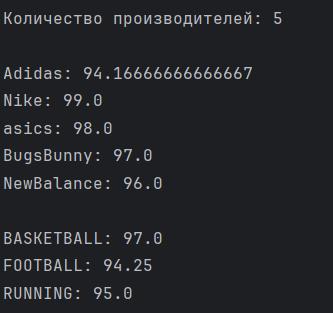 Количество производителей: 5
Adidas: 94.16666666666667
Nike: 99.0
asics: 98.0
BugsBunny: 97.0
NewBalance: 96.0
BASKETBALL: 97.0
FOOTBALL: 94.25
RUNNING: 95.0